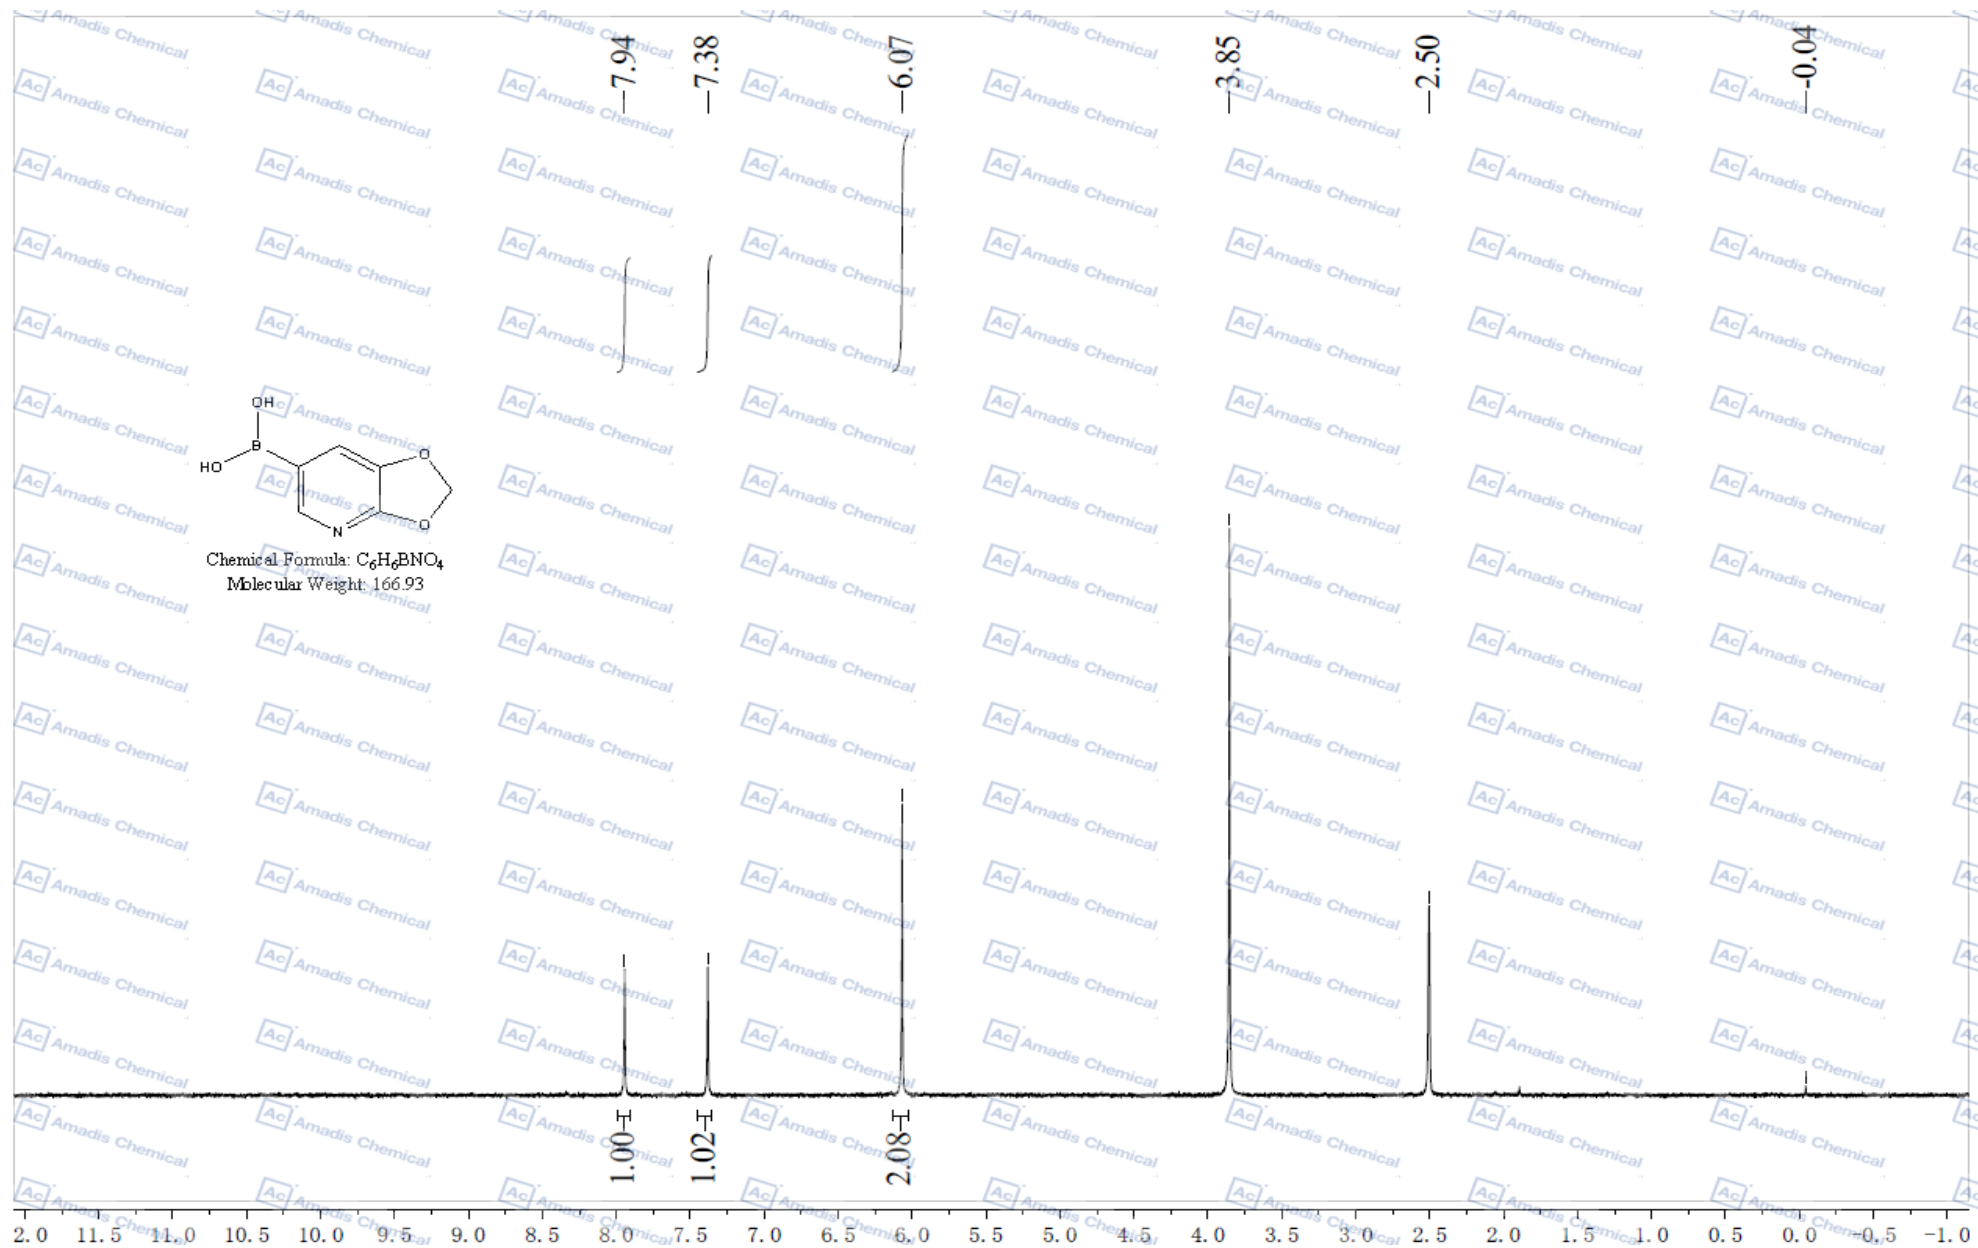 —7.94
—7.38
—6.07
—3.85
—2.50
—-0.04
OH
B
HO
O
O
N
Chemical Formula: C₆H₆BNO₄
Molecular Weight: 166.93
1.00
1.02
2.08
2.0 11.5 11.0 10.5 10.0 9.5 9.0 8.5 8.0 7.5 7.0 6.5 6.0 5.5 5.0 4.5 4.0 3.5 3.0 2.5 2.0 1.5 1.0 0.5 0.0 -0.5 -1.0
Ac Amadis Chemical